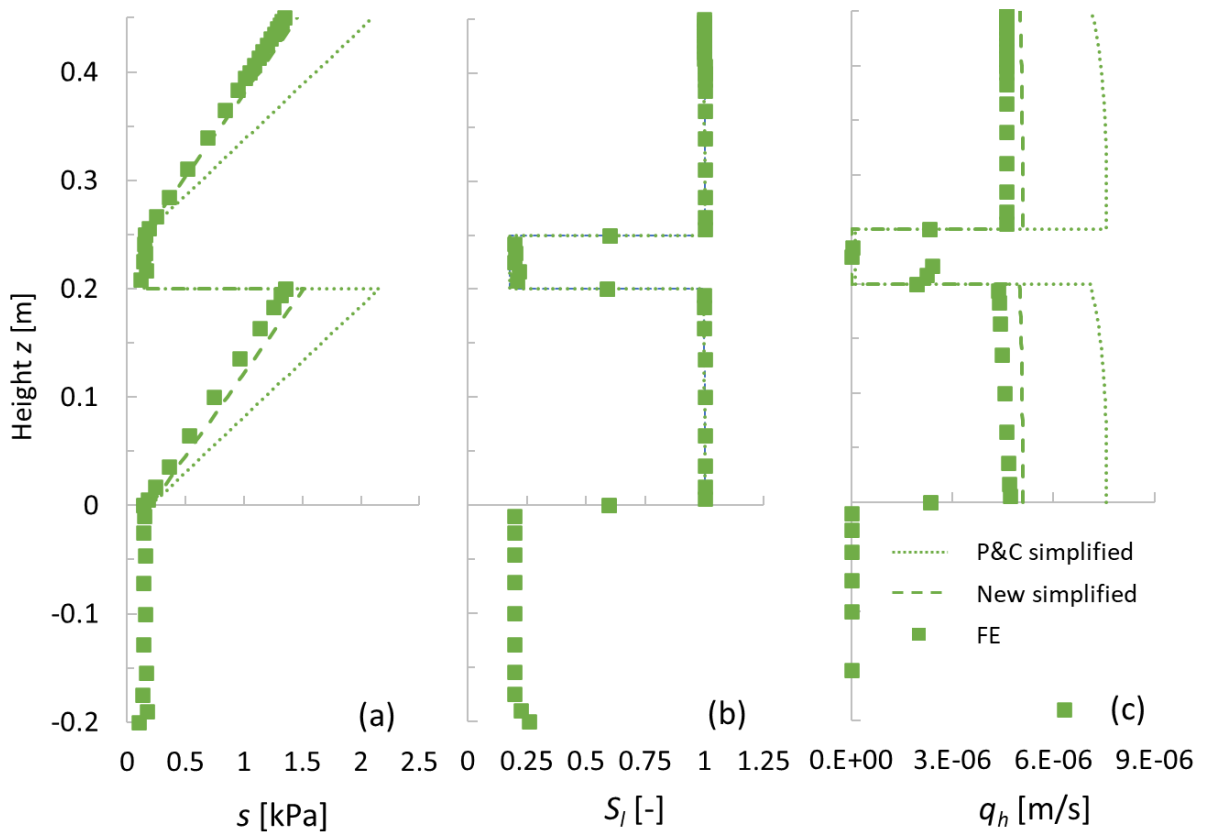 0.4
0.3
0.2
0.1
0
-0.1
-0.2
Height z [m]
(a)
(b)
(c)
P&C simplified
New simplified
FE
0 0.5 1 1.5 2 2.5
0 0.25 0.5 0.75 1 1.25
0.E+00 3.E-06 6.E-06 9.E-06
s [kPa]
Sl [-]
qh [m/s]